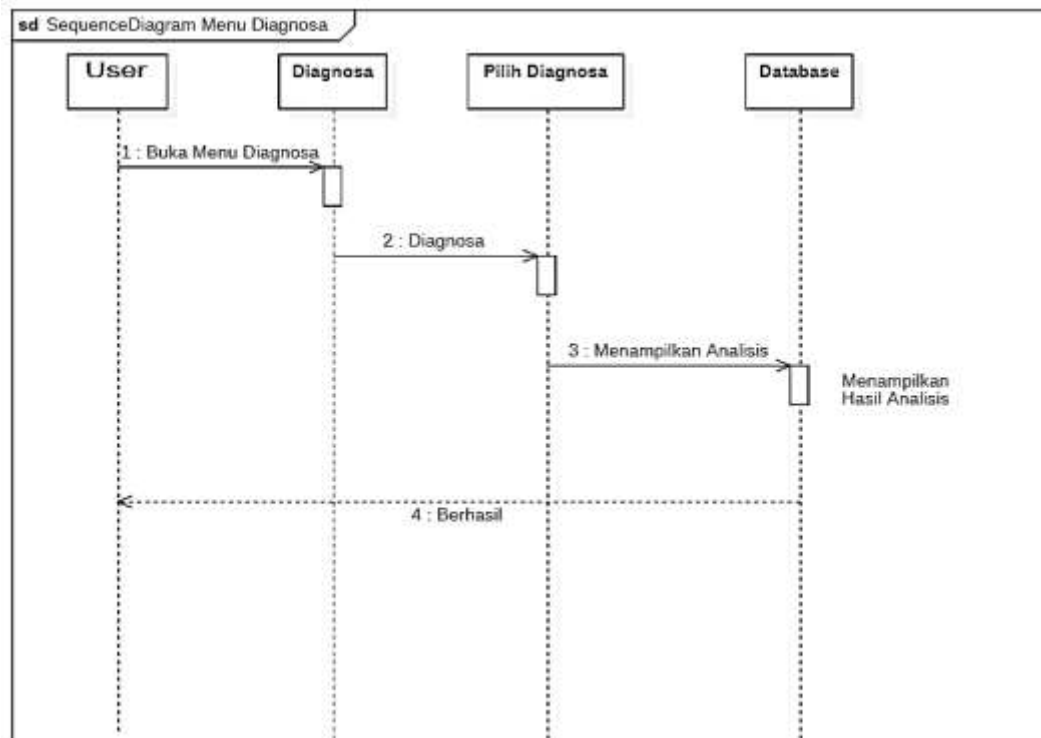 sd SequenceDiagram Menu Diagnosa
User
Diagnosa
Pilih Diagnosa
Database
1 : Buka Menu Diagnosa
2 : Diagnosa
3 : Menampilkan Analisis
Menampilkan
Hasil Analisis
4 : Berhasil